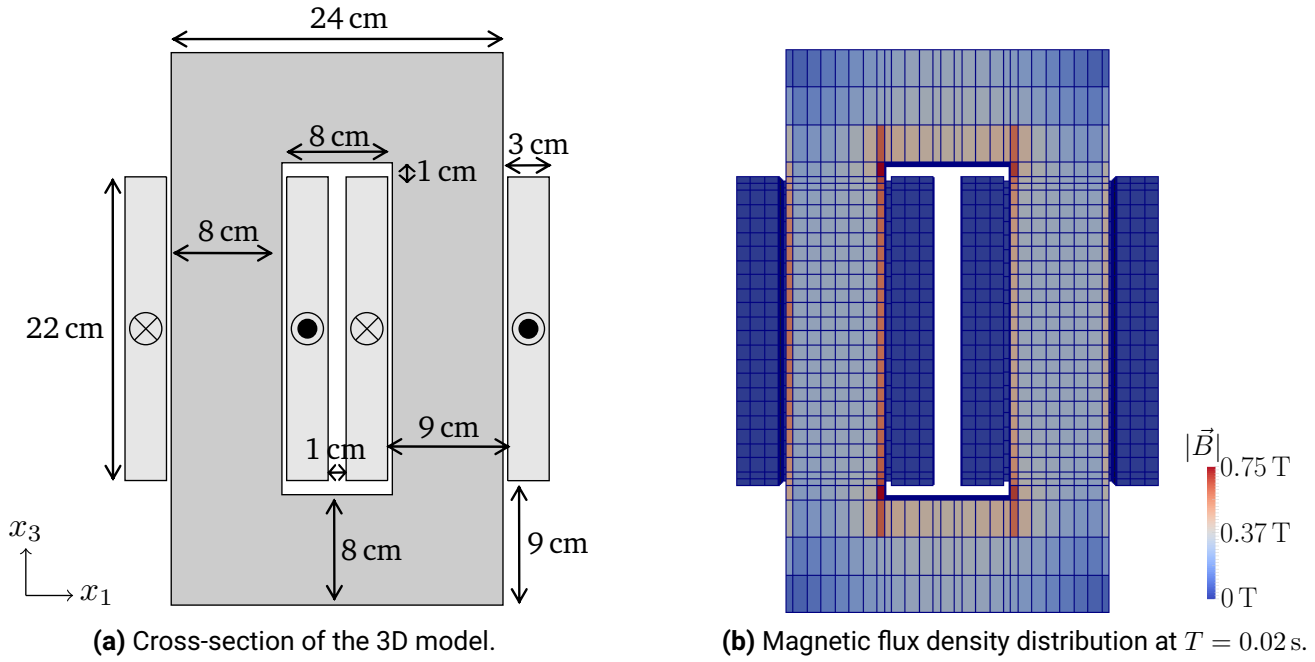 24 cm
8 cm
3 cm
1 cm
8 cm
22 cm
9 cm
1 cm
8 cm
9 cm
x₃
x₁
|B⃗|
0.75 T
0.37 T
0 T
(a) Cross-section of the 3D model.
(b) Magnetic flux density distribution at T = 0.02 s.